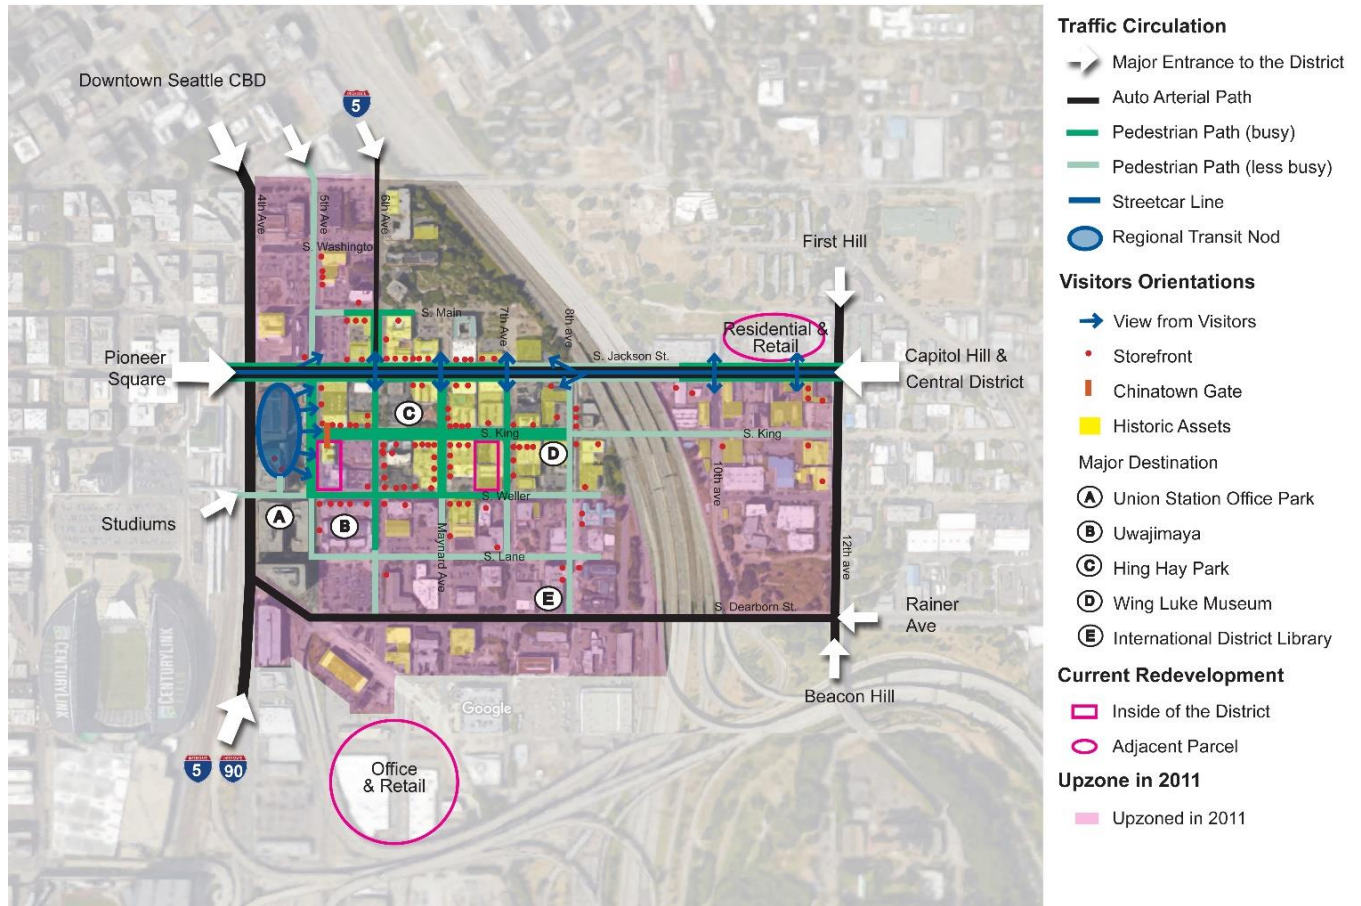 Downtown Seattle CBD
5
4th Ave
5th Ave
6th Ave
S. Washingto
First Hill
S. Main
7th Ave
8th ave
Residential &
Retail
S. Jackson St.
Pioneer
Square
Capitol Hill &
Central District
C
S. King
S. King
D
10th ave
S. Weller
Studiums
A
B
Maynard Ave
12th ave
S. Lane
E
S. Dearborn St.
Rainer
Ave
CENTURYLINK
CENTURYLINK
Beacon Hill
Google
5
90
Office
& Retail
Traffic Circulation
Major Entrance to the District
Auto Arterial Path
Pedestrian Path (busy)
Pedestrian Path (less busy)
Streetcar Line
Regional Transit Nod
Visitors Orientations
View from Visitors
Storefront
Chinatown Gate
Historic Assets
Major Destination
A Union Station Office Park
B Uwajimaya
C Hing Hay Park
D Wing Luke Museum
E International District Library
Current Redevelopment
Inside of the District
Adjacent Parcel
Upzone in 2011
Upzoned in 2011